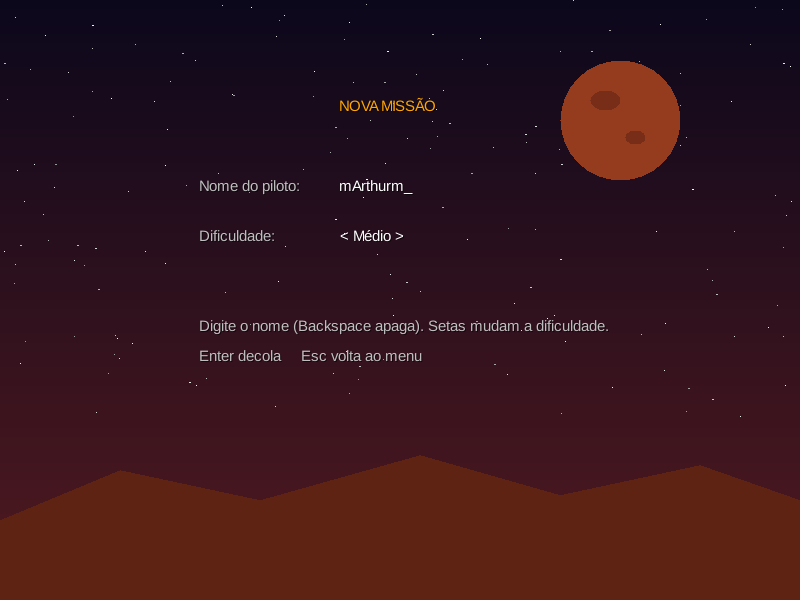 NOVA MISSÃO
Nome do piloto: mArthurm_
Dificuldade: < Médio >
Digite o nome (Backspace apaga). Setas mudam a dificuldade.
Enter decola Esc volta ao menu